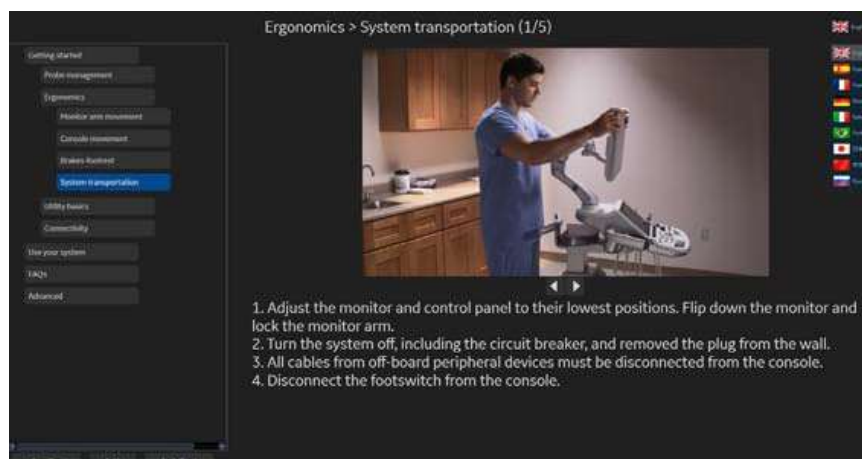 Ergonomics > System transportation (1/5)
Getting started
Probe management
Ergonomics
Monitor arm movement
Console movement
Brakes-footrest
System transportation
Utility basics
Connectivity
Use your system
FAQs
Advanced
1. Adjust the monitor and control panel to their lowest positions. Flip down the monitor and
lock the monitor arm.
2. Turn the system off, including the circuit breaker, and removed the plug from the wall.
3. All cables from off-board peripheral devices must be disconnected from the console.
4. Disconnect the footswitch from the console.